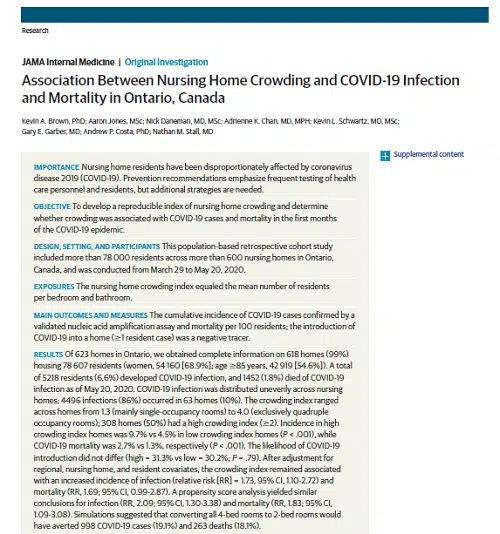 Research
JAMA Internal Medicine | Original Investigation
Association Between Nursing Home Crowding and COVID-19 Infection
and Mortality in Ontario, Canada
Kevin A. Brown, PhD; Aaron Jones, MSc; Nick Daneman, MD, MSc; Adrienne K. Chan, MD, MPH; Kevin L. Schwartz, MD, MSc;
Gary E. Garber, MD; Andrew P. Costa, PhD; Nathan M. Stall, MD
Supplemental content
IMPORTANCE Nursing home residents have been disproportionately affected by coronavirus
disease 2019 (COVID-19). Prevention recommendations emphasize frequent testing of health
care personnel and residents, but additional strategies are needed.
OBJECTIVE To develop a reproducible index of nursing home crowding and determine
whether crowding was associated with COVID-19 cases and mortality in the first months
of the COVID-19 epidemic.
DESIGN, SETTING, AND PARTICIPANTS This population-based retrospective cohort study
included more than 78 000 residents across more than 600 nursing homes in Ontario,
Canada, and was conducted from March 29 to May 20, 2020.
EXPOSURES The nursing home crowding index equaled the mean number of residents
per bedroom and bathroom.
MAIN OUTCOMES AND MEASURES The cumulative incidence of COVID-19 cases confirmed by a
validated nucleic acid amplification assay and mortality per 100 residents; the introduction of
COVID-19 into a home (≥1 resident case) was a negative tracer.
RESULTS Of 623 homes in Ontario, we obtained complete information on 618 homes (99%)
housing 78 607 residents (women, 54 160 [68.9%]; age ≥85 years, 42 919 [54.6%]). A total
of 5218 residents (6.6%) developed COVID-19 infection, and 1452 (1.8%) died of COVID-19
infection as of May 20, 2020. COVID-19 infection was distributed unevenly across nursing
homes; 4496 infections (86%) occurred in 63 homes (10%). The crowding index ranged
across homes from 1.3 (mainly single-occupancy rooms) to 4.0 (exclusively quadruple
occupancy rooms); 308 homes (50%) had a high crowding index (≥2). Incidence in high
crowding index homes was 9.7% vs 4.5% in low crowding index homes (P < .001), while
COVID-19 mortality was 2.7% vs 1.3%, respectively (P < .001). The likelihood of COVID-19
introduction did not differ (high = 31.3% vs low = 30.2%; P = .79). After adjustment for
regional, nursing home, and resident covariates, the crowding index remained associated
with an increased incidence of infection (relative risk [RR] = 1.73, 95% CI, 1.10-2.72) and
mortality (RR, 1.69; 95% CI, 0.99-2.87). A propensity score analysis yielded similar
conclusions for infection (RR, 2.09; 95% CI, 1.30-3.38) and mortality (RR, 1.83; 95% CI,
1.09-3.08). Simulations suggested that converting all 4-bed rooms to 2-bed rooms would
have averted 998 COVID-19 cases (19.1%) and 263 deaths (18.1%).